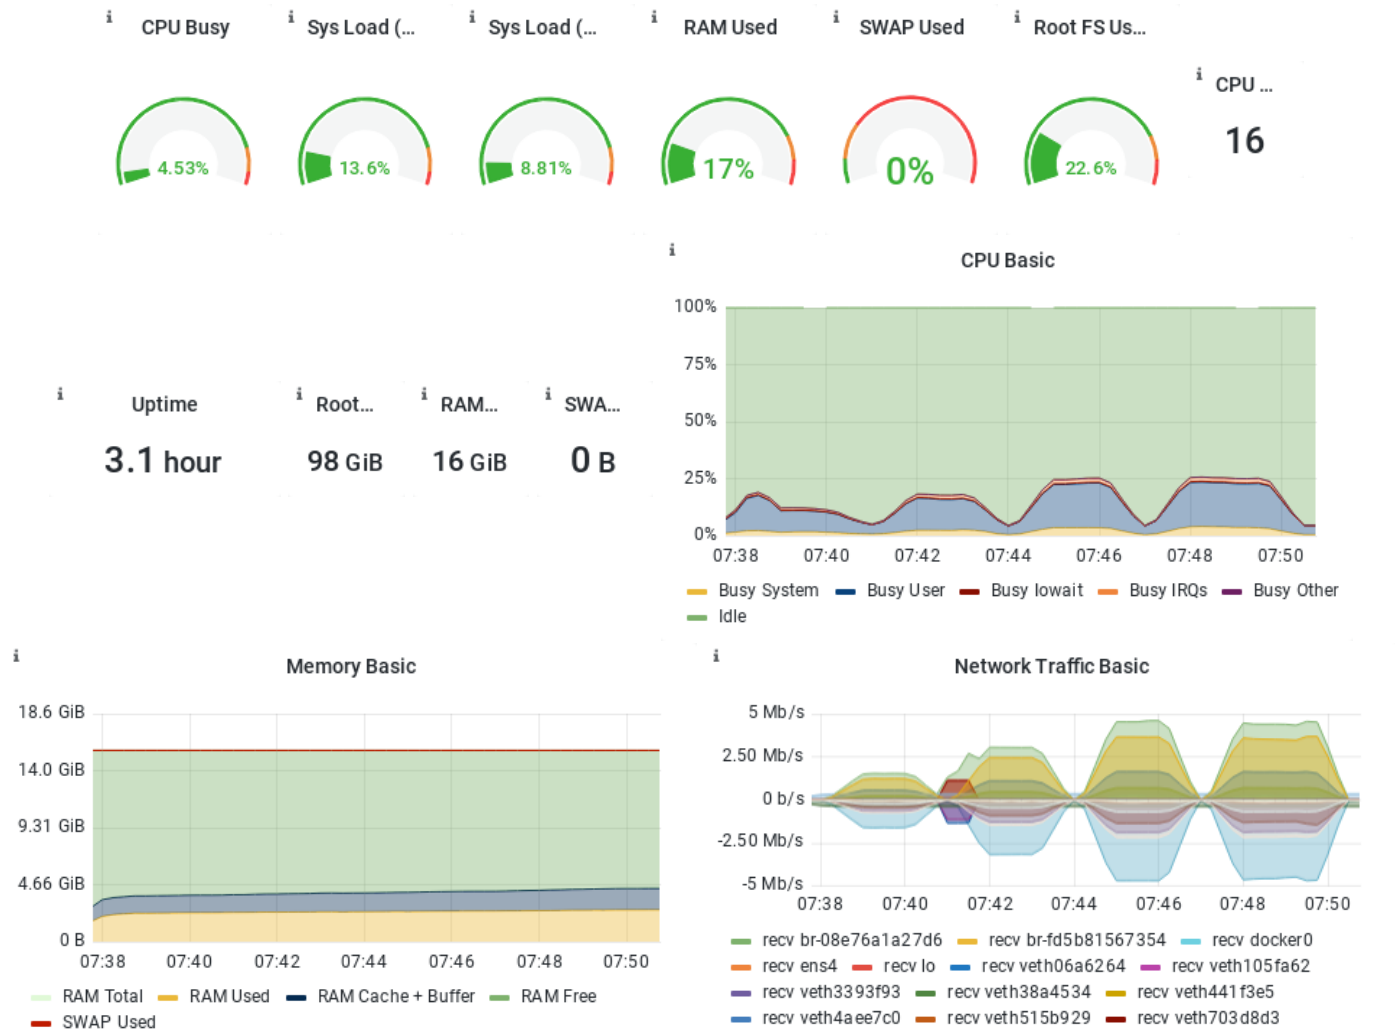 CPU Busy
Sys Load (...
Sys Load (...
RAM Used
SWAP Used
Root FS Us...
CPU ...
4.53%
13.6%
8.81%
17%
0%
22.6%
16
Uptime
Root...
RAM...
SWA...
3.1 hour
98 GiB
16 GiB
0 B
CPU Basic
100%
75%
50%
25%
0%
07:38 07:40 07:42 07:44 07:46 07:48 07:50
Busy System Busy User Busy Iowait Busy IRQs Busy Other
Idle
Memory Basic
18.6 GiB
14.0 GiB
9.31 GiB
4.66 GiB
0 B
07:38 07:40 07:42 07:44 07:46 07:48 07:50
RAM Total RAM Used RAM Cache + Buffer RAM Free
SWAP Used
Network Traffic Basic
5 Mb/s
2.50 Mb/s
0 b/s
-2.50 Mb/s
-5 Mb/s
07:38 07:40 07:42 07:44 07:46 07:48 07:50
recv br-08e76a1a27d6 recv br-fd5b81567354 recv docker0
recv ens4 recv lo recv veth06a6264 recv veth105fa62
recv veth3393f93 recv veth38a4534 recv veth441f3e5
recv veth4aee7c0 recv veth515b929 recv veth703d8d3